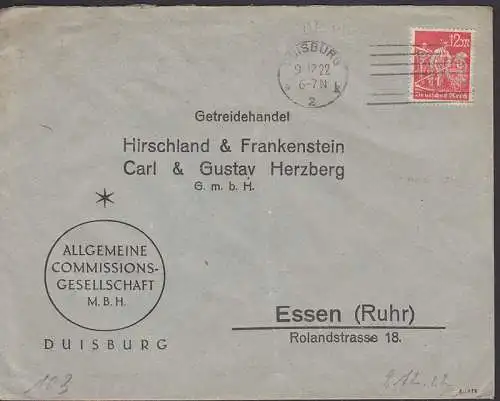 DUISBURG
9.12.22
6-7 N
* 2 k
12 M
Deutsches Reich
Getreidehandel
Hirschland & Frankenstein
Carl & Gustav Herzberg
G. m. b. H.
ALLGEMEINE
COMMISSIONS-
GESELLSCHAFT
M. B. H.
DUISBURG
Essen (Ruhr)
Rolandstrasse 18.
9.12.22